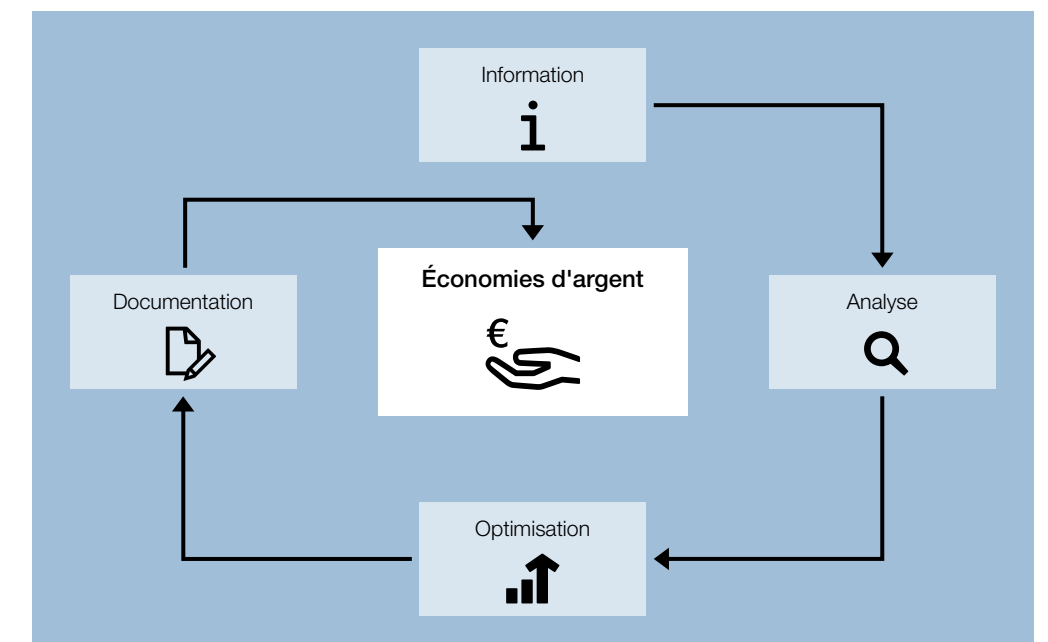 Information
Économies d'argent
€
Documentation
Analyse
Optimisation